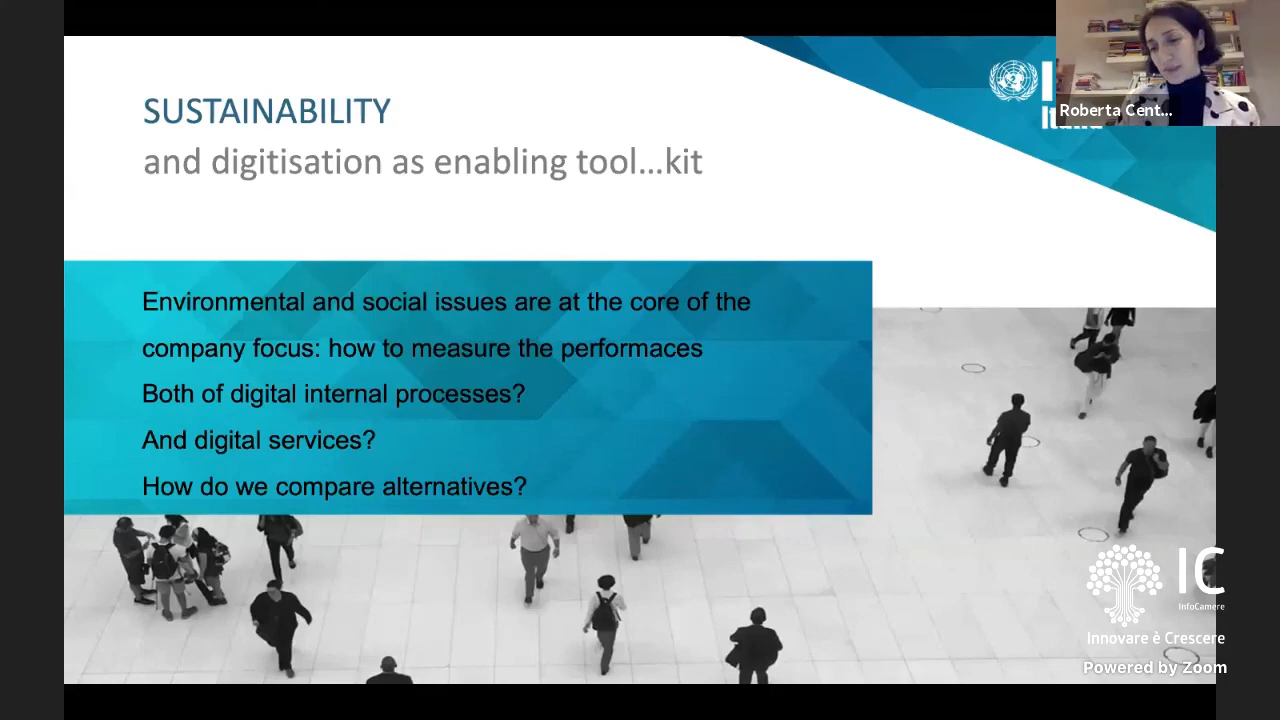 SUSTAINABILITY
and digitisation as enabling tool...kit
Roberta Cent...
Environmental and social issues are at the core of the
company focus: how to measure the performaces
Both of digital internal processes?
And digital services?
How do we compare alternatives?
IC
InfoCamere
Innovare è Crescere
Powered by Zoom